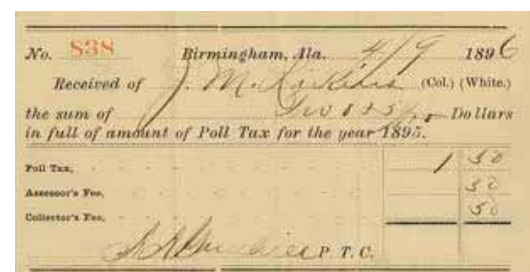 No. 838 Birmingham, Ala. 4/9 1896
Received of J. M. (Col.) (White.)
the sum of Dollars
in full of amount of Poll Tax for the year 1895.
Poll Tax, 1 50
Assessor's Fee, 50
Collector's Fee, 50
P. T. C.